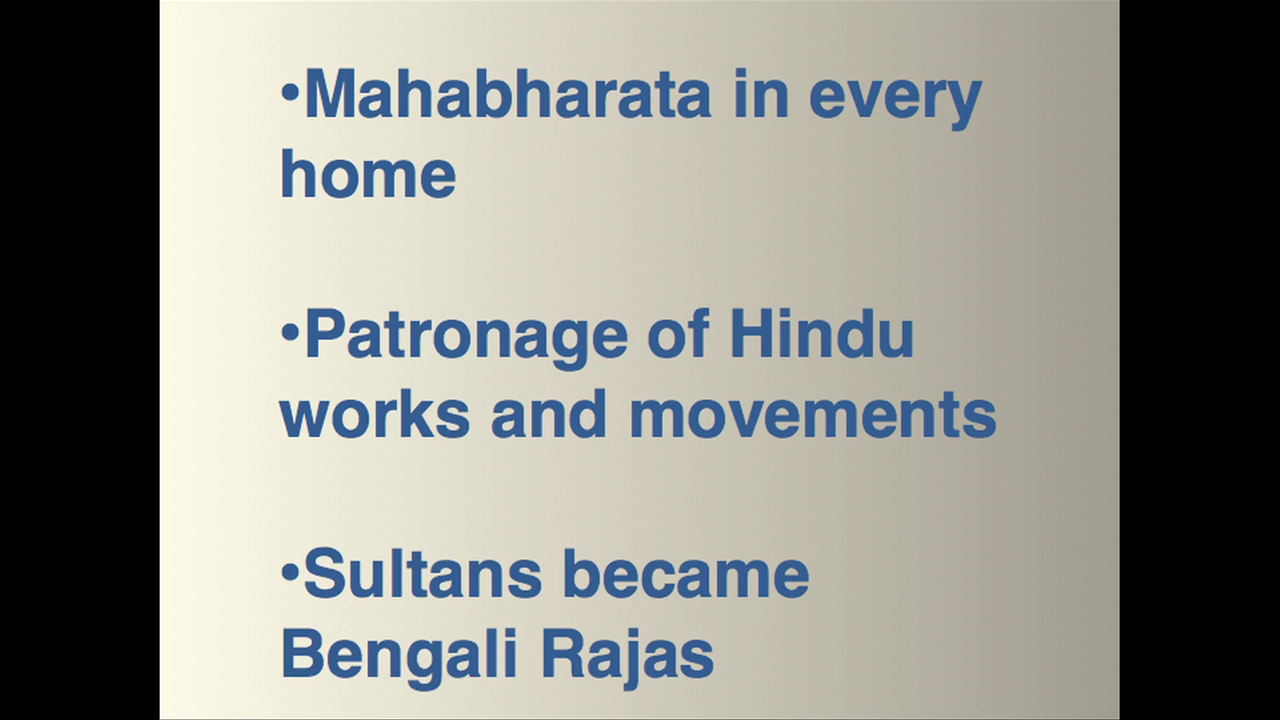 •Mahabharata in every
home
•Patronage of Hindu
works and movements
•Sultans became
Bengali Rajas